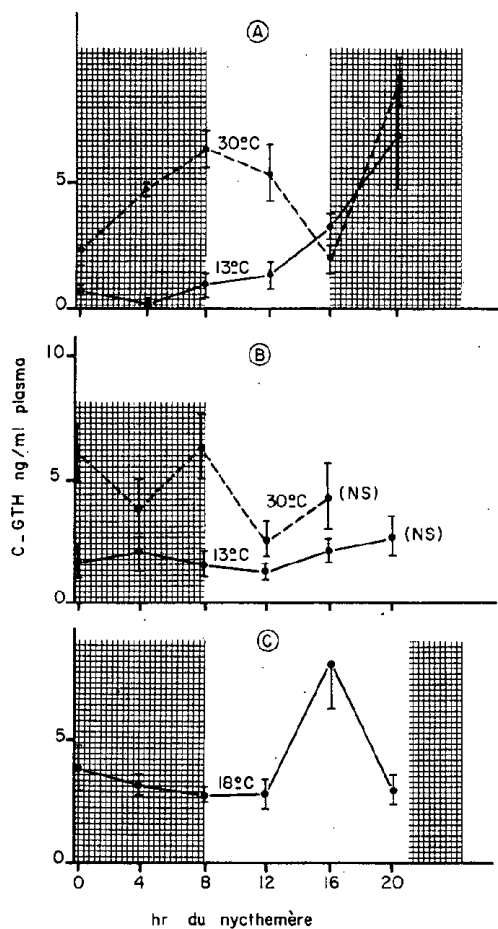 A
30°C
13°C
5
0
B
10
5
0
30°C
(NS)
13°C
(NS)
C
18°C
5
0
C_GTH ng/ml plasma
0 4 8 12 16 20
hr du nycthemère